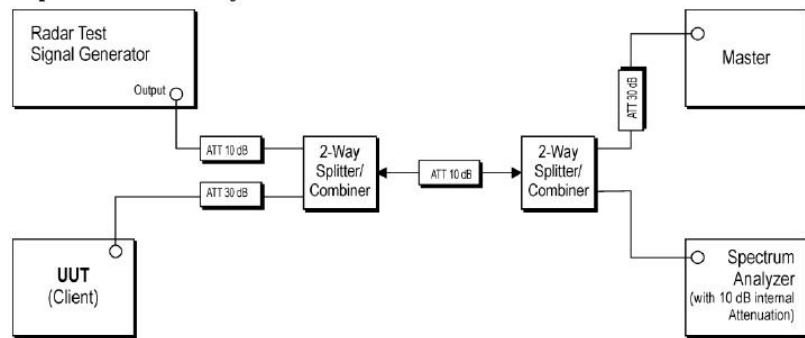 Radar Test
Signal Generator
Output
ATT 10 dB
ATT 30 dB
2-Way
Splitter/
Combiner
ATT 10 dB
2-Way
Splitter/
Combiner
ATT 30 dB
Master
UUT
(Client)
Spectrum
Analyzer
(with 10 dB internal
Attenuation)